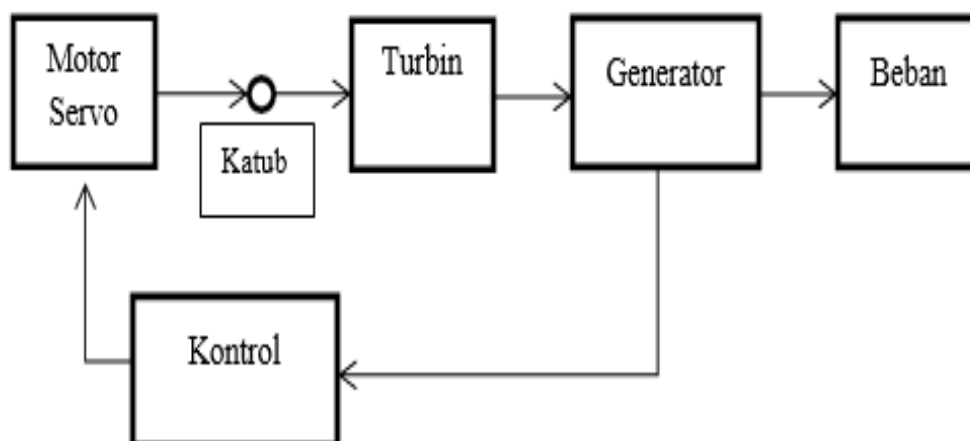 Motor
Servo
Katub
Turbin
Generator
Beban
Kontrol